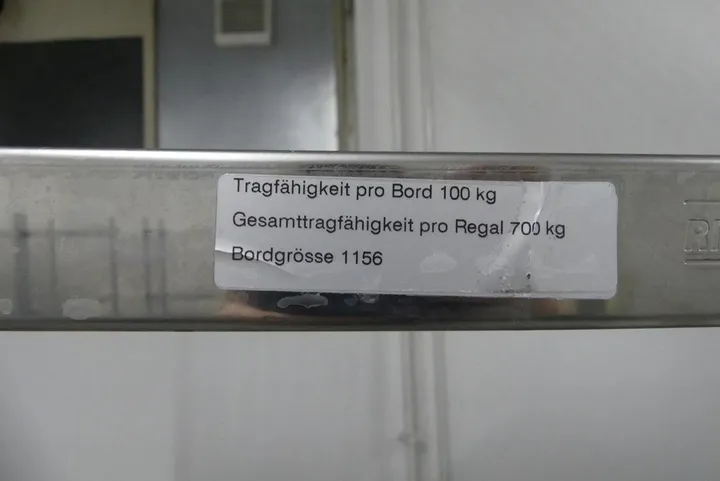 Tragfähigkeit pro Bord 100 kg
Gesamttragfähigkeit pro Regal 700 kg
Bordgrösse 1156